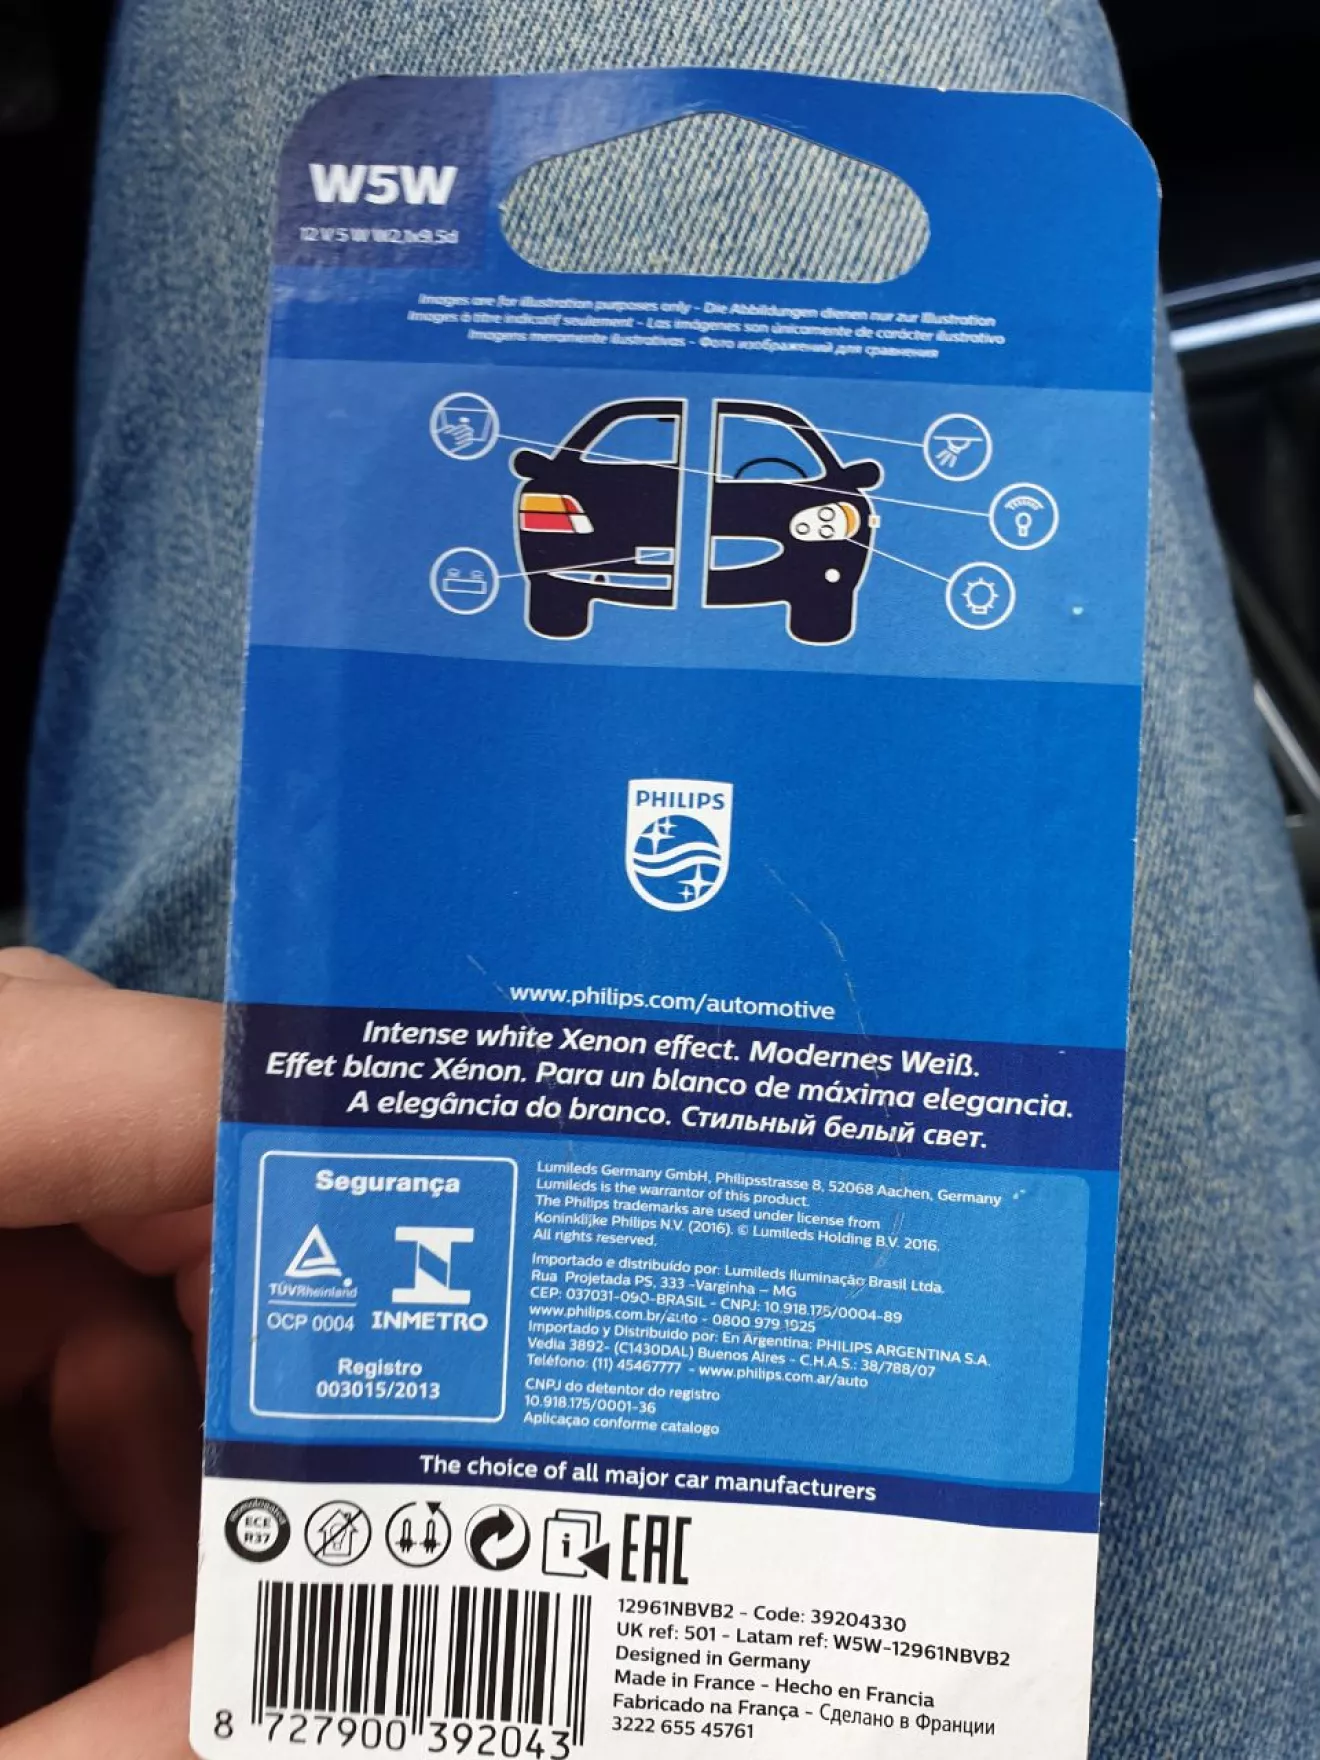 W5W
12 V 5 W W2,1x9,5d
Images are for illustration purposes only - Die Abbildungen dienen nur zur Illustration
Images à titre indicatif seulement - Las imágenes son únicamente de carácter ilustrativo
Imagens meramente ilustrativas - Фото изображений для сравнения
PHILIPS
www.philips.com/automotive
Intense white Xenon effect. Modernes Weiß.
Effet blanc Xénon. Para un blanco de máxima elegancia.
A elegância do branco. Стильный белый свет.
Segurança
TÜVRheinland
OCP 0004
INMETRO
Registro
003015/2013
Lumileds Germany GmbH, Philipsstrasse 8, 52068 Aachen, Germany
Lumileds is the warrantor of this product.
The Philips trademarks are used under license from
Koninklijke Philips N.V. (2016). © Lumileds Holding B.V. 2016.
All rights reserved.
Importado e distribuído por: Lumileds Iluminação Brasil Ltda.
Rua Projetada PS, 333 -Varginha – MG
CEP: 037031-090-BRASIL - CNPJ: 10.918.175/0004-89
www.philips.com.br/auto - 0800 979 1925
Importado y Distribuido por: En Argentina: PHILIPS ARGENTINA S.A.
Vedia 3892- (C1430DAL) Buenos Aires - C.H.A.S.: 38/788/07
Teléfono: (11) 45467777 - www.philips.com.ar/auto
CNPJ do detentor do registro
10.918.175/0001-36
Aplicaçao conforme catalogo
The choice of all major car manufacturers
ECE
R37
i
EAC
12961NBVB2 - Code: 39204330
UK ref: 501 - Latam ref: W5W-12961NBVB2
Designed in Germany
Made in France - Hecho en Francia
Fabricado na França - Сделано в Франции
3222 655 45761
8 727900 392043